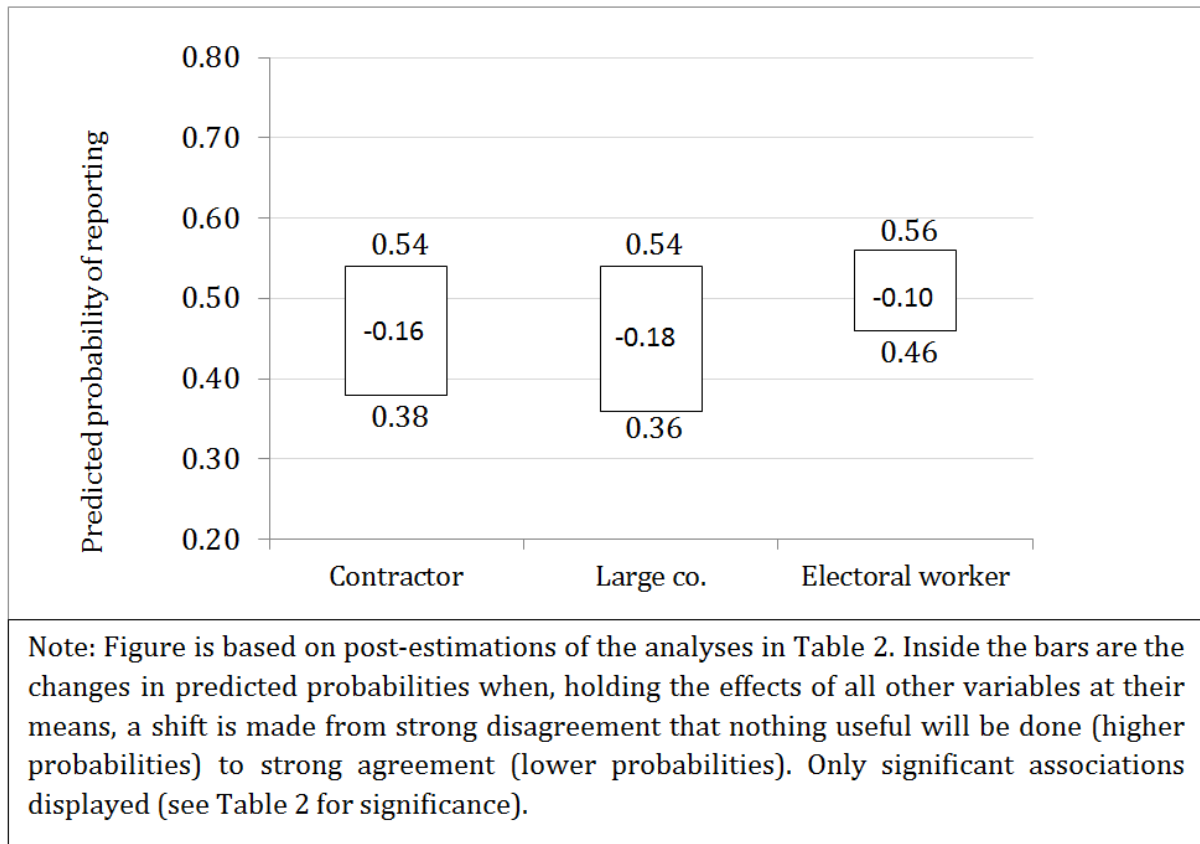 Predicted probability of reporting
0.80
0.70
0.60
0.50
0.40
0.30
0.20
0.54
-0.16
0.38
0.54
-0.18
0.36
0.56
-0.10
0.46
Contractor
Large co.
Electoral worker
Note: Figure is based on post-estimations of the analyses in Table 2. Inside the bars are the
changes in predicted probabilities when, holding the effects of all other variables at their
means, a shift is made from strong disagreement that nothing useful will be done (higher
probabilities) to strong agreement (lower probabilities). Only significant associations
displayed (see Table 2 for significance).